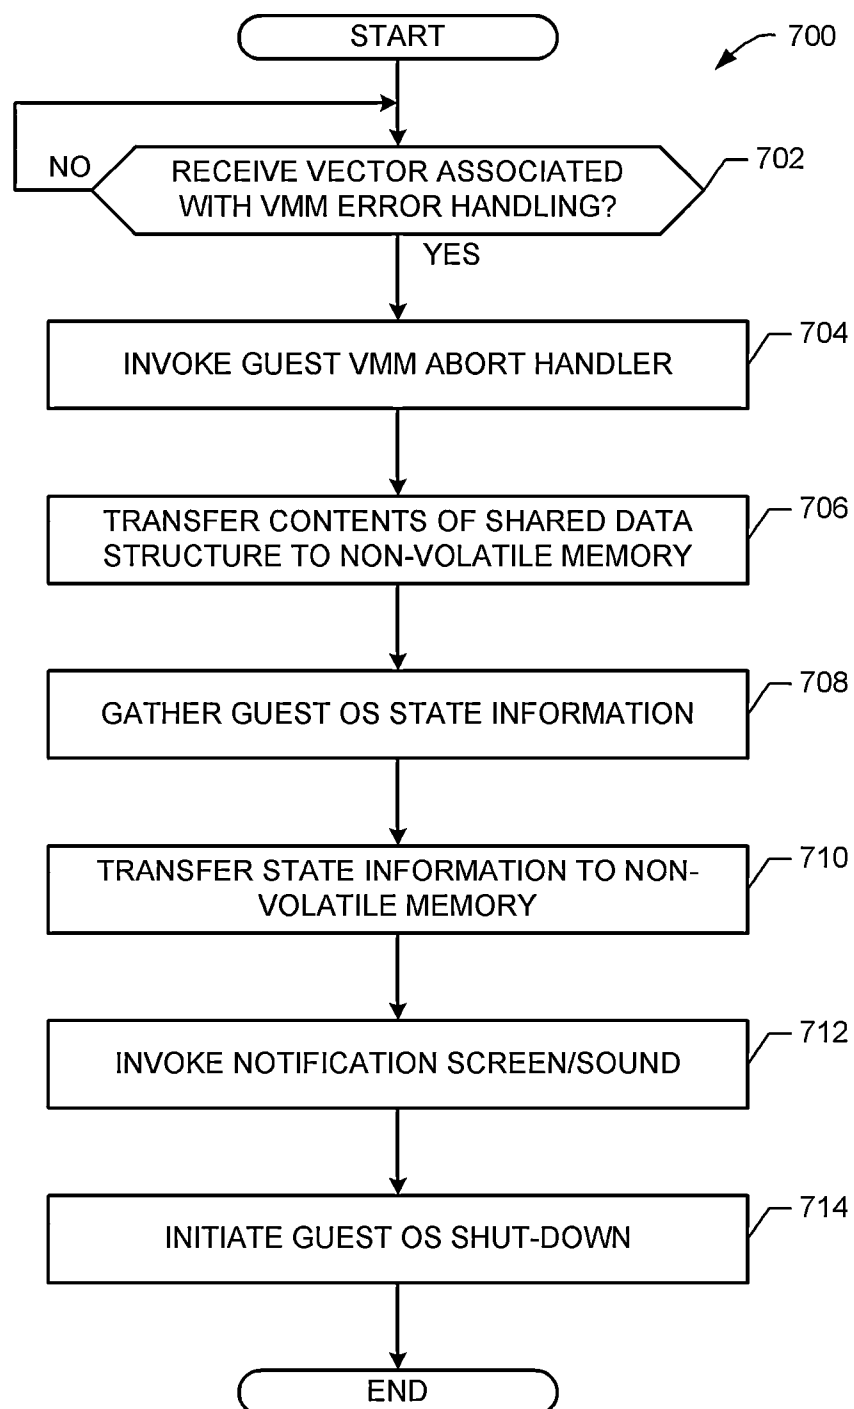 START
700
RECEIVE VECTOR ASSOCIATED
WITH VMM ERROR HANDLING?
702
NO
YES
704
INVOKE GUEST VMM ABORT HANDLER
706
TRANSFER CONTENTS OF SHARED DATA
STRUCTURE TO NON-VOLATILE MEMORY
708
GATHER GUEST OS STATE INFORMATION
710
TRANSFER STATE INFORMATION TO NON-
VOLATILE MEMORY
712
INVOKE NOTIFICATION SCREEN/SOUND
714
INITIATE GUEST OS SHUT-DOWN
END